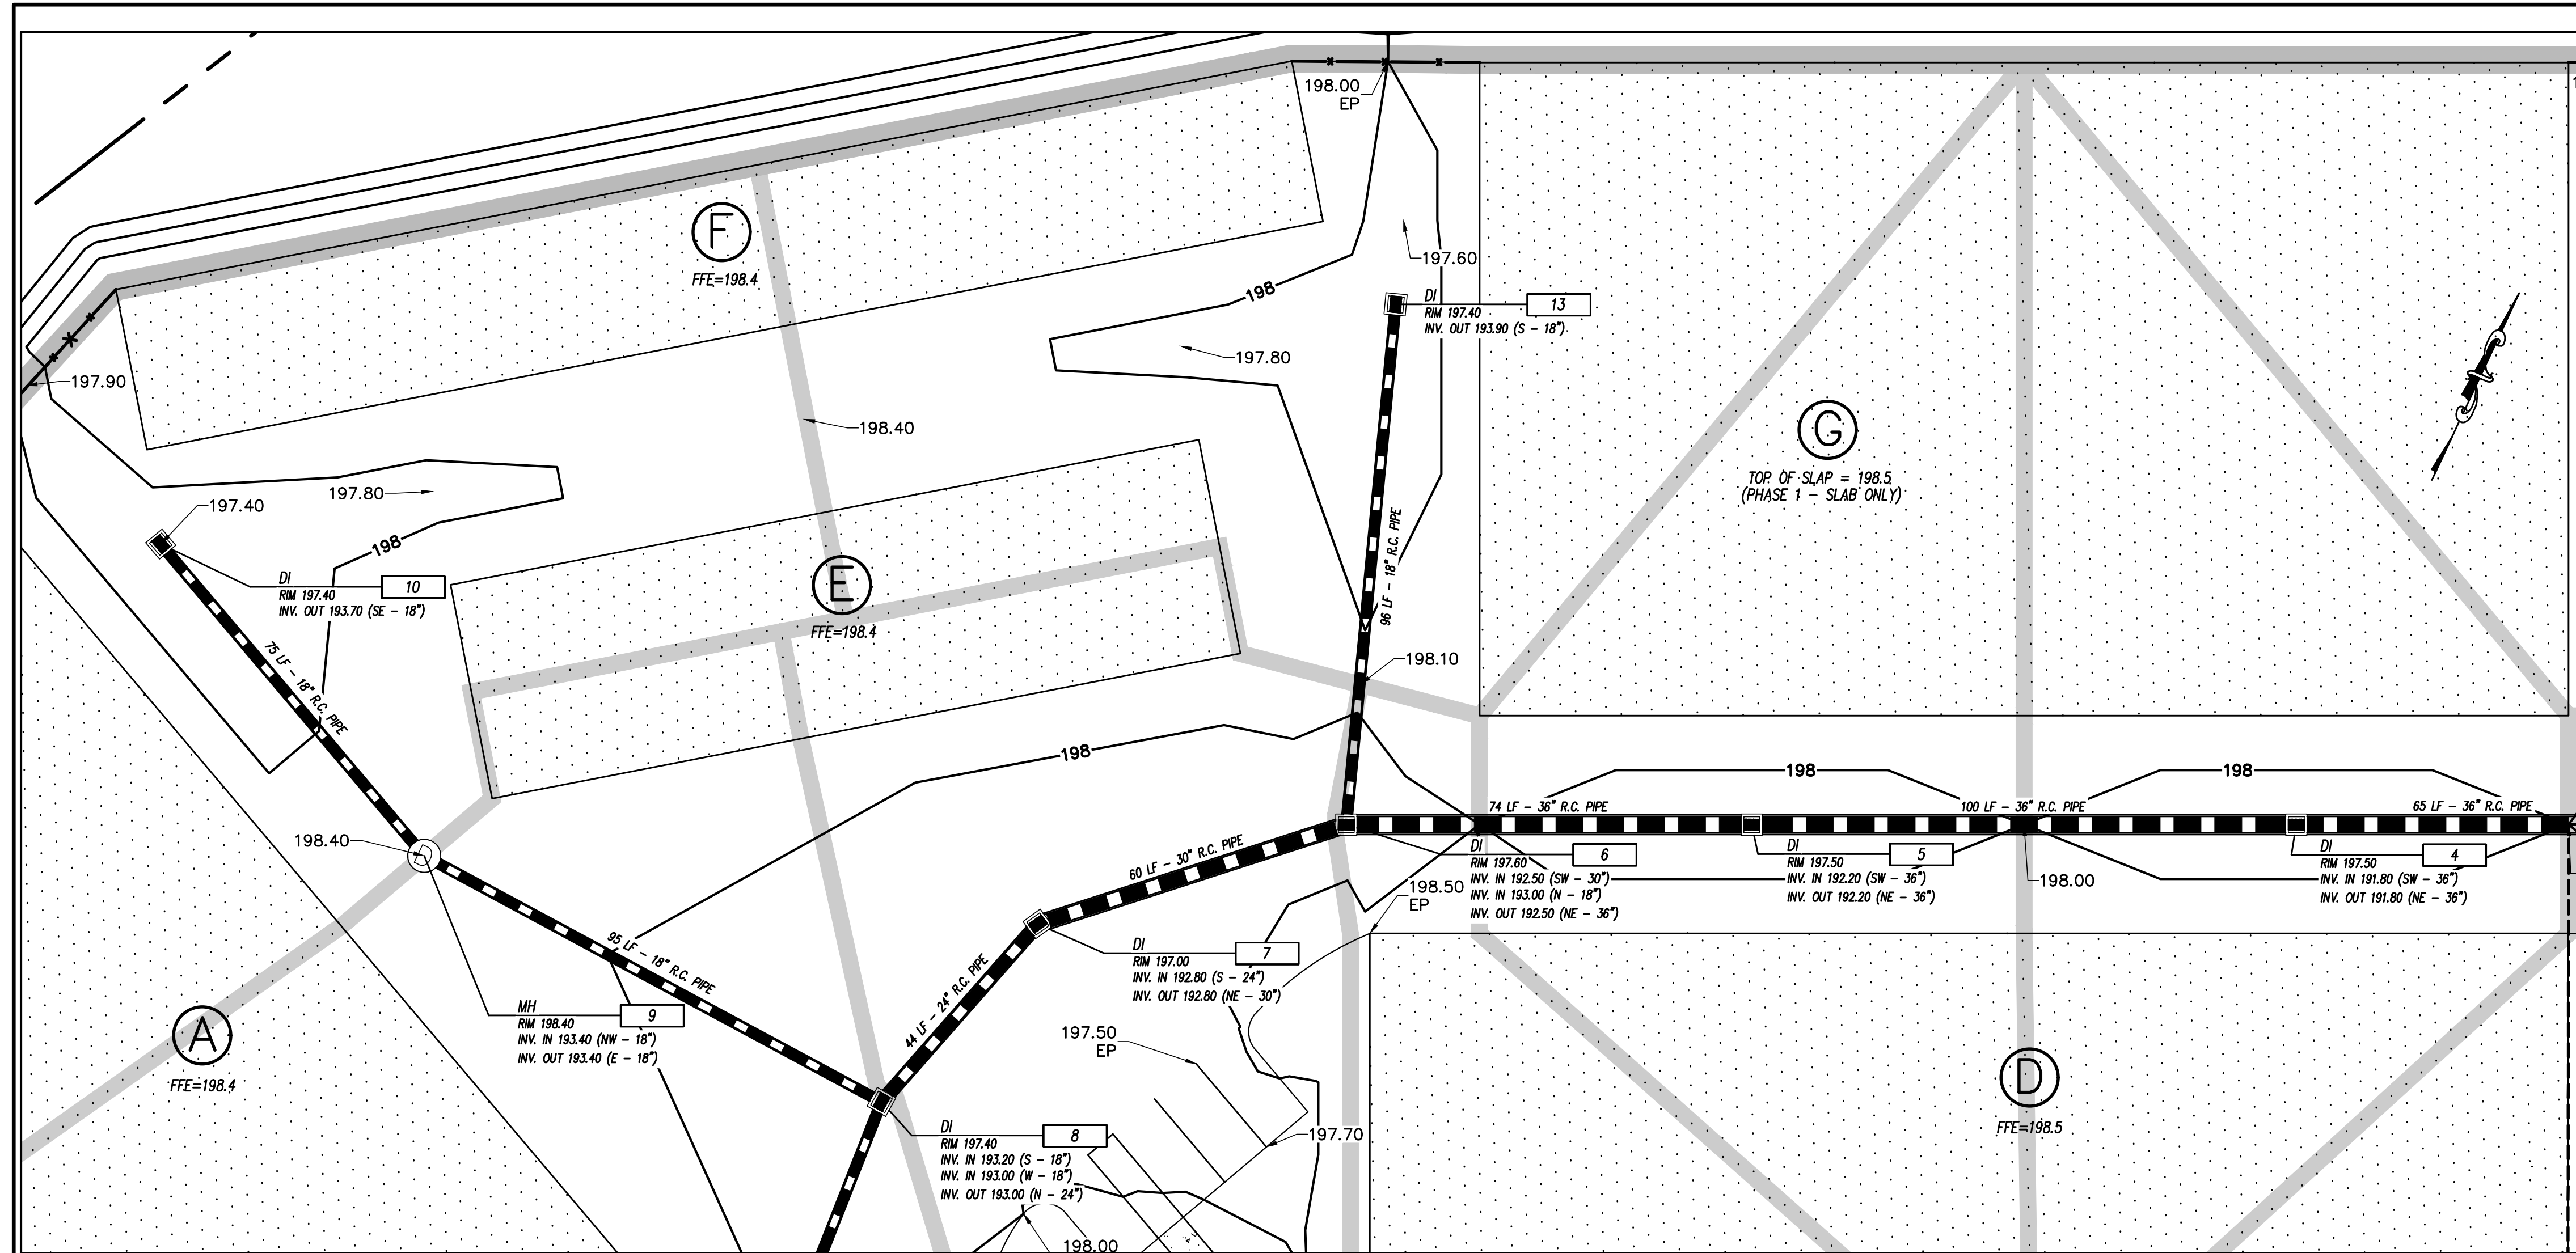 198.00
EP
F
FFE=198.4
197.60
198
DI
13
RIM 197.40
INV. OUT 193.90 (S - 18")
197.80
197.90
198.40
G
TOP OF SLAP = 198.5
(PHASE 1 - SLAB ONLY)
197.80
197.40
198
DI
10
RIM 197.40
INV. OUT 193.70 (SE - 18")
E
FFE=198.4
96 LF - 18" R.C. PIPE
75 LF - 18" R.C. PIPE
198.10
198
198
198
74 LF - 36" R.C. PIPE
100 LF - 36" R.C. PIPE
65 LF - 36" R.C. PIPE
198.40
60 LF - 30" R.C. PIPE
DI
6
RIM 197.60
INV. IN 192.50 (SW - 30")
INV. IN 193.00 (N - 18")
INV. OUT 192.50 (NE - 36")
DI
5
RIM 197.50
INV. IN 192.20 (SW - 36")
INV. OUT 192.20 (NE - 36")
198.00
DI
4
RIM 197.50
INV. IN 191.80 (SW - 36")
INV. OUT 191.80 (NE - 36")
198.50
EP
95 LF - 18" R.C. PIPE
DI
7
RIM 197.00
INV. IN 192.80 (S - 24")
INV. OUT 192.80 (NE - 30")
44 LF - 24" R.C. PIPE
MH
9
RIM 198.40
INV. IN 193.40 (NW - 18")
INV. OUT 193.40 (E - 18")
A
FFE=198.4
197.50
EP
D
FFE=198.5
DI
8
RIM 197.40
INV. IN 193.20 (S - 18")
INV. IN 193.00 (W - 18")
INV. OUT 193.00 (N - 24")
197.70
198.00